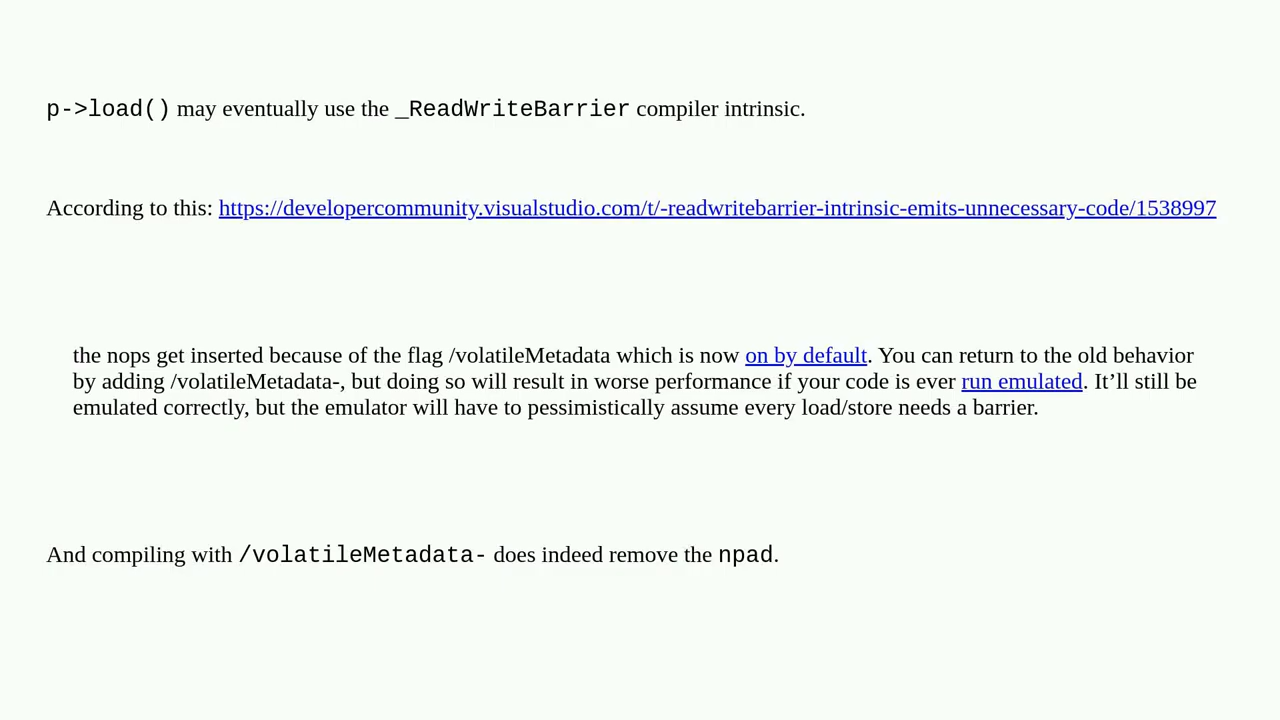 p->load() may eventually use the _ReadWriteBarrier compiler intrinsic.
According to this: https://developercommunity.visualstudio.com/t/-readwritebarrier-intrinsic-emits-unnecessary-code/1538997
the nops get inserted because of the flag /volatileMetadata which is now on by default. You can return to the old behavior
by adding /volatileMetadata-, but doing so will result in worse performance if your code is ever run emulated. It’ll still be
emulated correctly, but the emulator will have to pessimistically assume every load/store needs a barrier.
And compiling with /volatileMetadata- does indeed remove the npad.